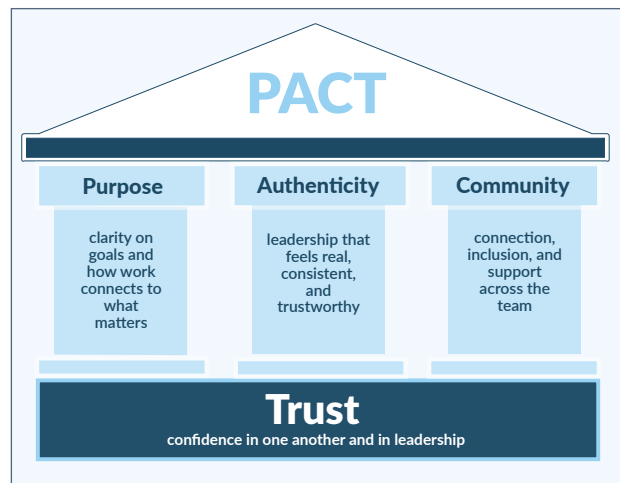 PACT
Purpose
clarity on
goals and
how work
connects to
what
matters
Authenticity
leadership that
feels real,
consistent,
and
trustworthy
Community
connection,
inclusion, and
support
across the
team
Trust
confidence in one another and in leadership